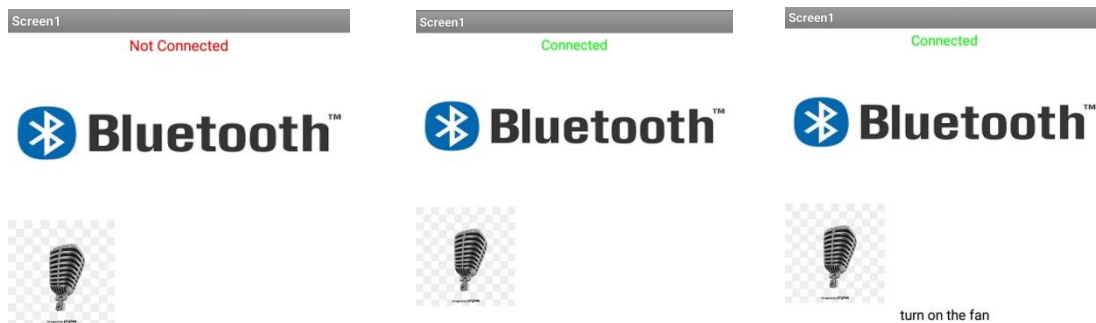 Screen1
Not Connected
Bluetooth™
Screen1
Connected
Bluetooth™
Screen1
Connected
Bluetooth™
turn on the fan